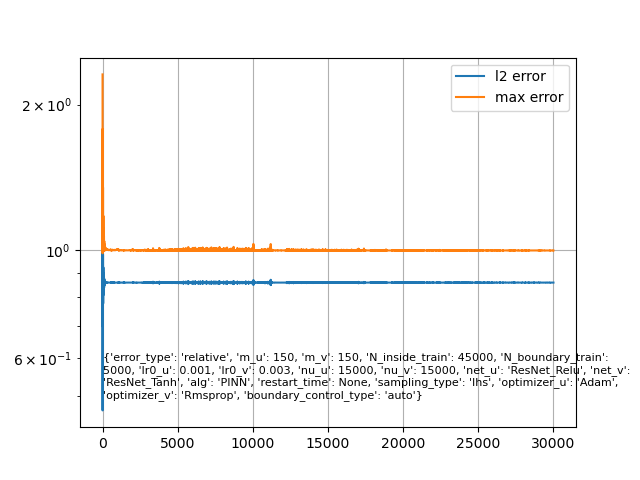 l2 error
max error
2 × 10⁰
10⁰
6 × 10⁻¹
{'error_type': 'relative', 'm_u': 150, 'm_v': 150, 'N_inside_train': 45000, 'N_boundary_train':
5000, 'lr0_u': 0.001, 'lr0_v': 0.003, 'nu_u': 15000, 'nu_v': 15000, 'net_u': 'ResNet_Relu', 'net_v':
'ResNet_Tanh', 'alg': 'PINN', 'restart_time': None, 'sampling_type': 'lhs', 'optimizer_u': 'Adam',
'optimizer_v': 'Rmsprop', 'boundary_control_type': 'auto'}
0 5000 10000 15000 20000 25000 30000